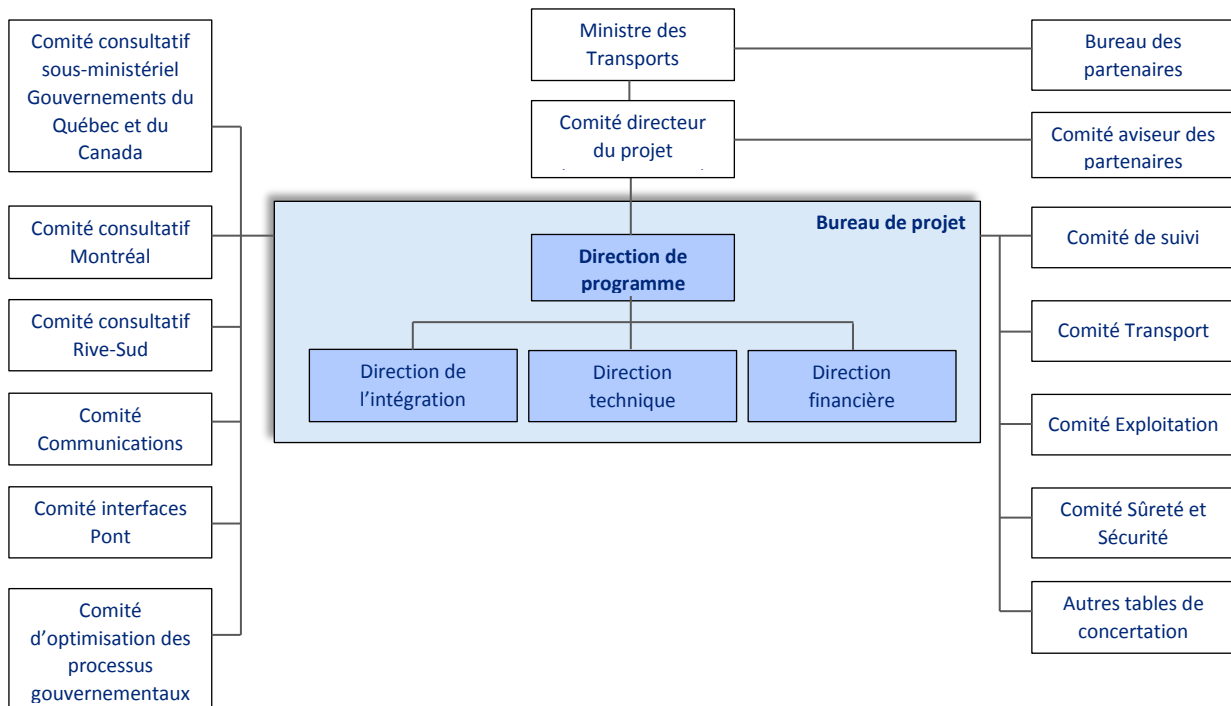 Comité consultatif
sous-ministériel
Gouvernements du
Québec et du
Canada
Ministre des
Transports
Bureau des
partenaires
Comité directeur
du projet
Comité aviseur des
partenaires
Comité consultatif
Montréal
Comité consultatif
Rive-Sud
Comité
Communications
Comité interfaces
Pont
Comité
d’optimisation des
processus
gouvernementaux
Bureau de projet
Direction de
programme
Direction de
l’intégration
Direction
technique
Direction
financière
Comité de suivi
Comité Transport
Comité Exploitation
Comité Sûreté et
Sécurité
Autres tables de
concertation